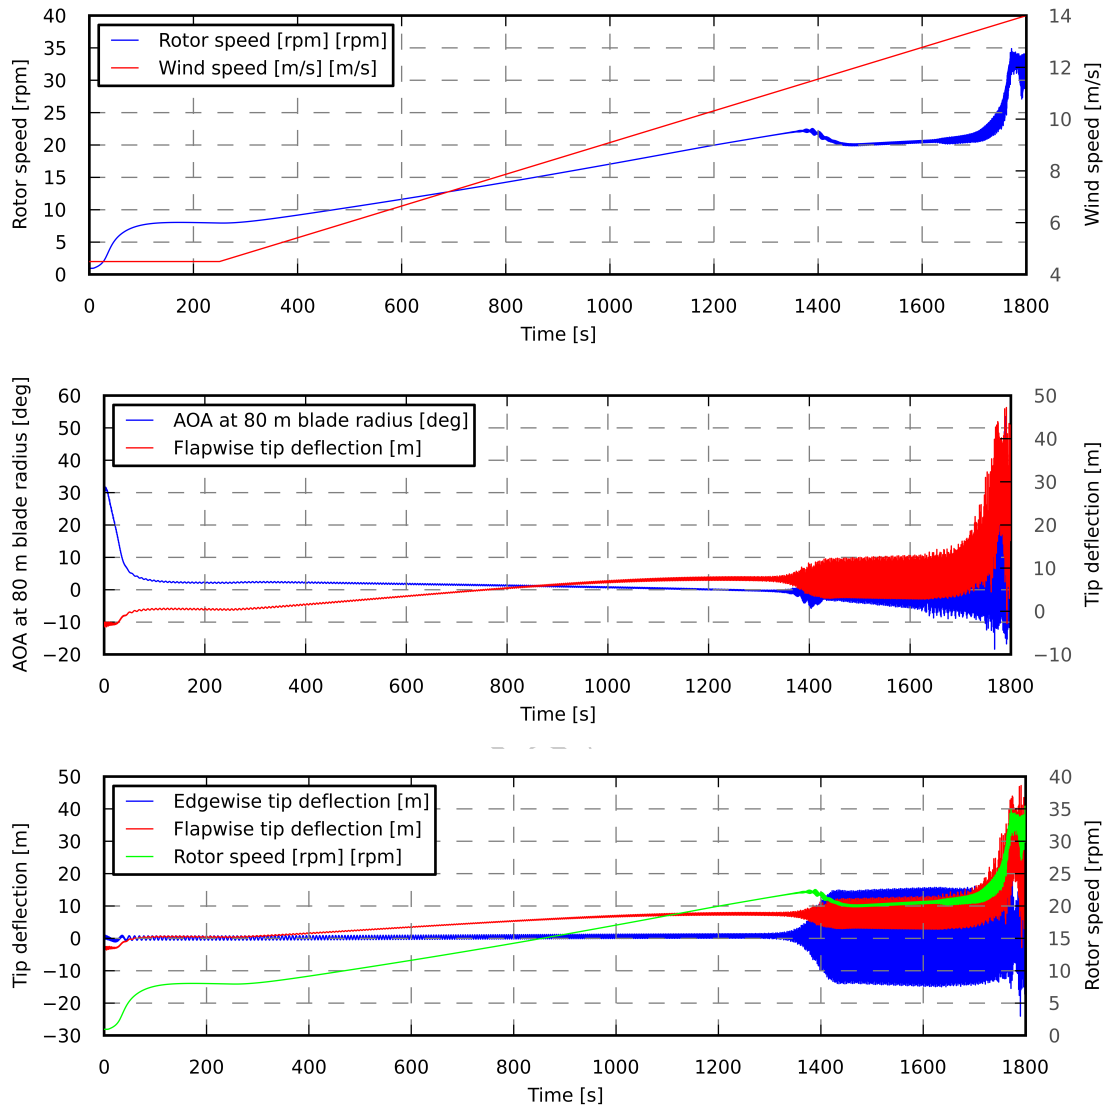 Rotor speed [rpm] [rpm]
Wind speed [m/s] [m/s]
Rotor speed [rpm]
40
35
30
25
20
15
10
5
0
14
12
10
8
6
4
Wind speed [m/s]
0 200 400 600 800 1000 1200 1400 1600 1800
Time [s]
AOA at 80 m blade radius [deg]
Flapwise tip deflection [m]
AOA at 80 m blade radius [deg]
60
50
40
30
20
10
0
−10
−20
50
40
30
20
10
0
−10
Tip deflection [m]
0 200 400 600 800 1000 1200 1400 1600 1800
Time [s]
Edgewise tip deflection [m]
Flapwise tip deflection [m]
Rotor speed [rpm] [rpm]
Tip deflection [m]
50
40
30
20
10
0
−10
−20
−30
40
35
30
25
20
15
10
5
0
Rotor speed [rpm]
0 200 400 600 800 1000 1200 1400 1600 1800
Time [s]